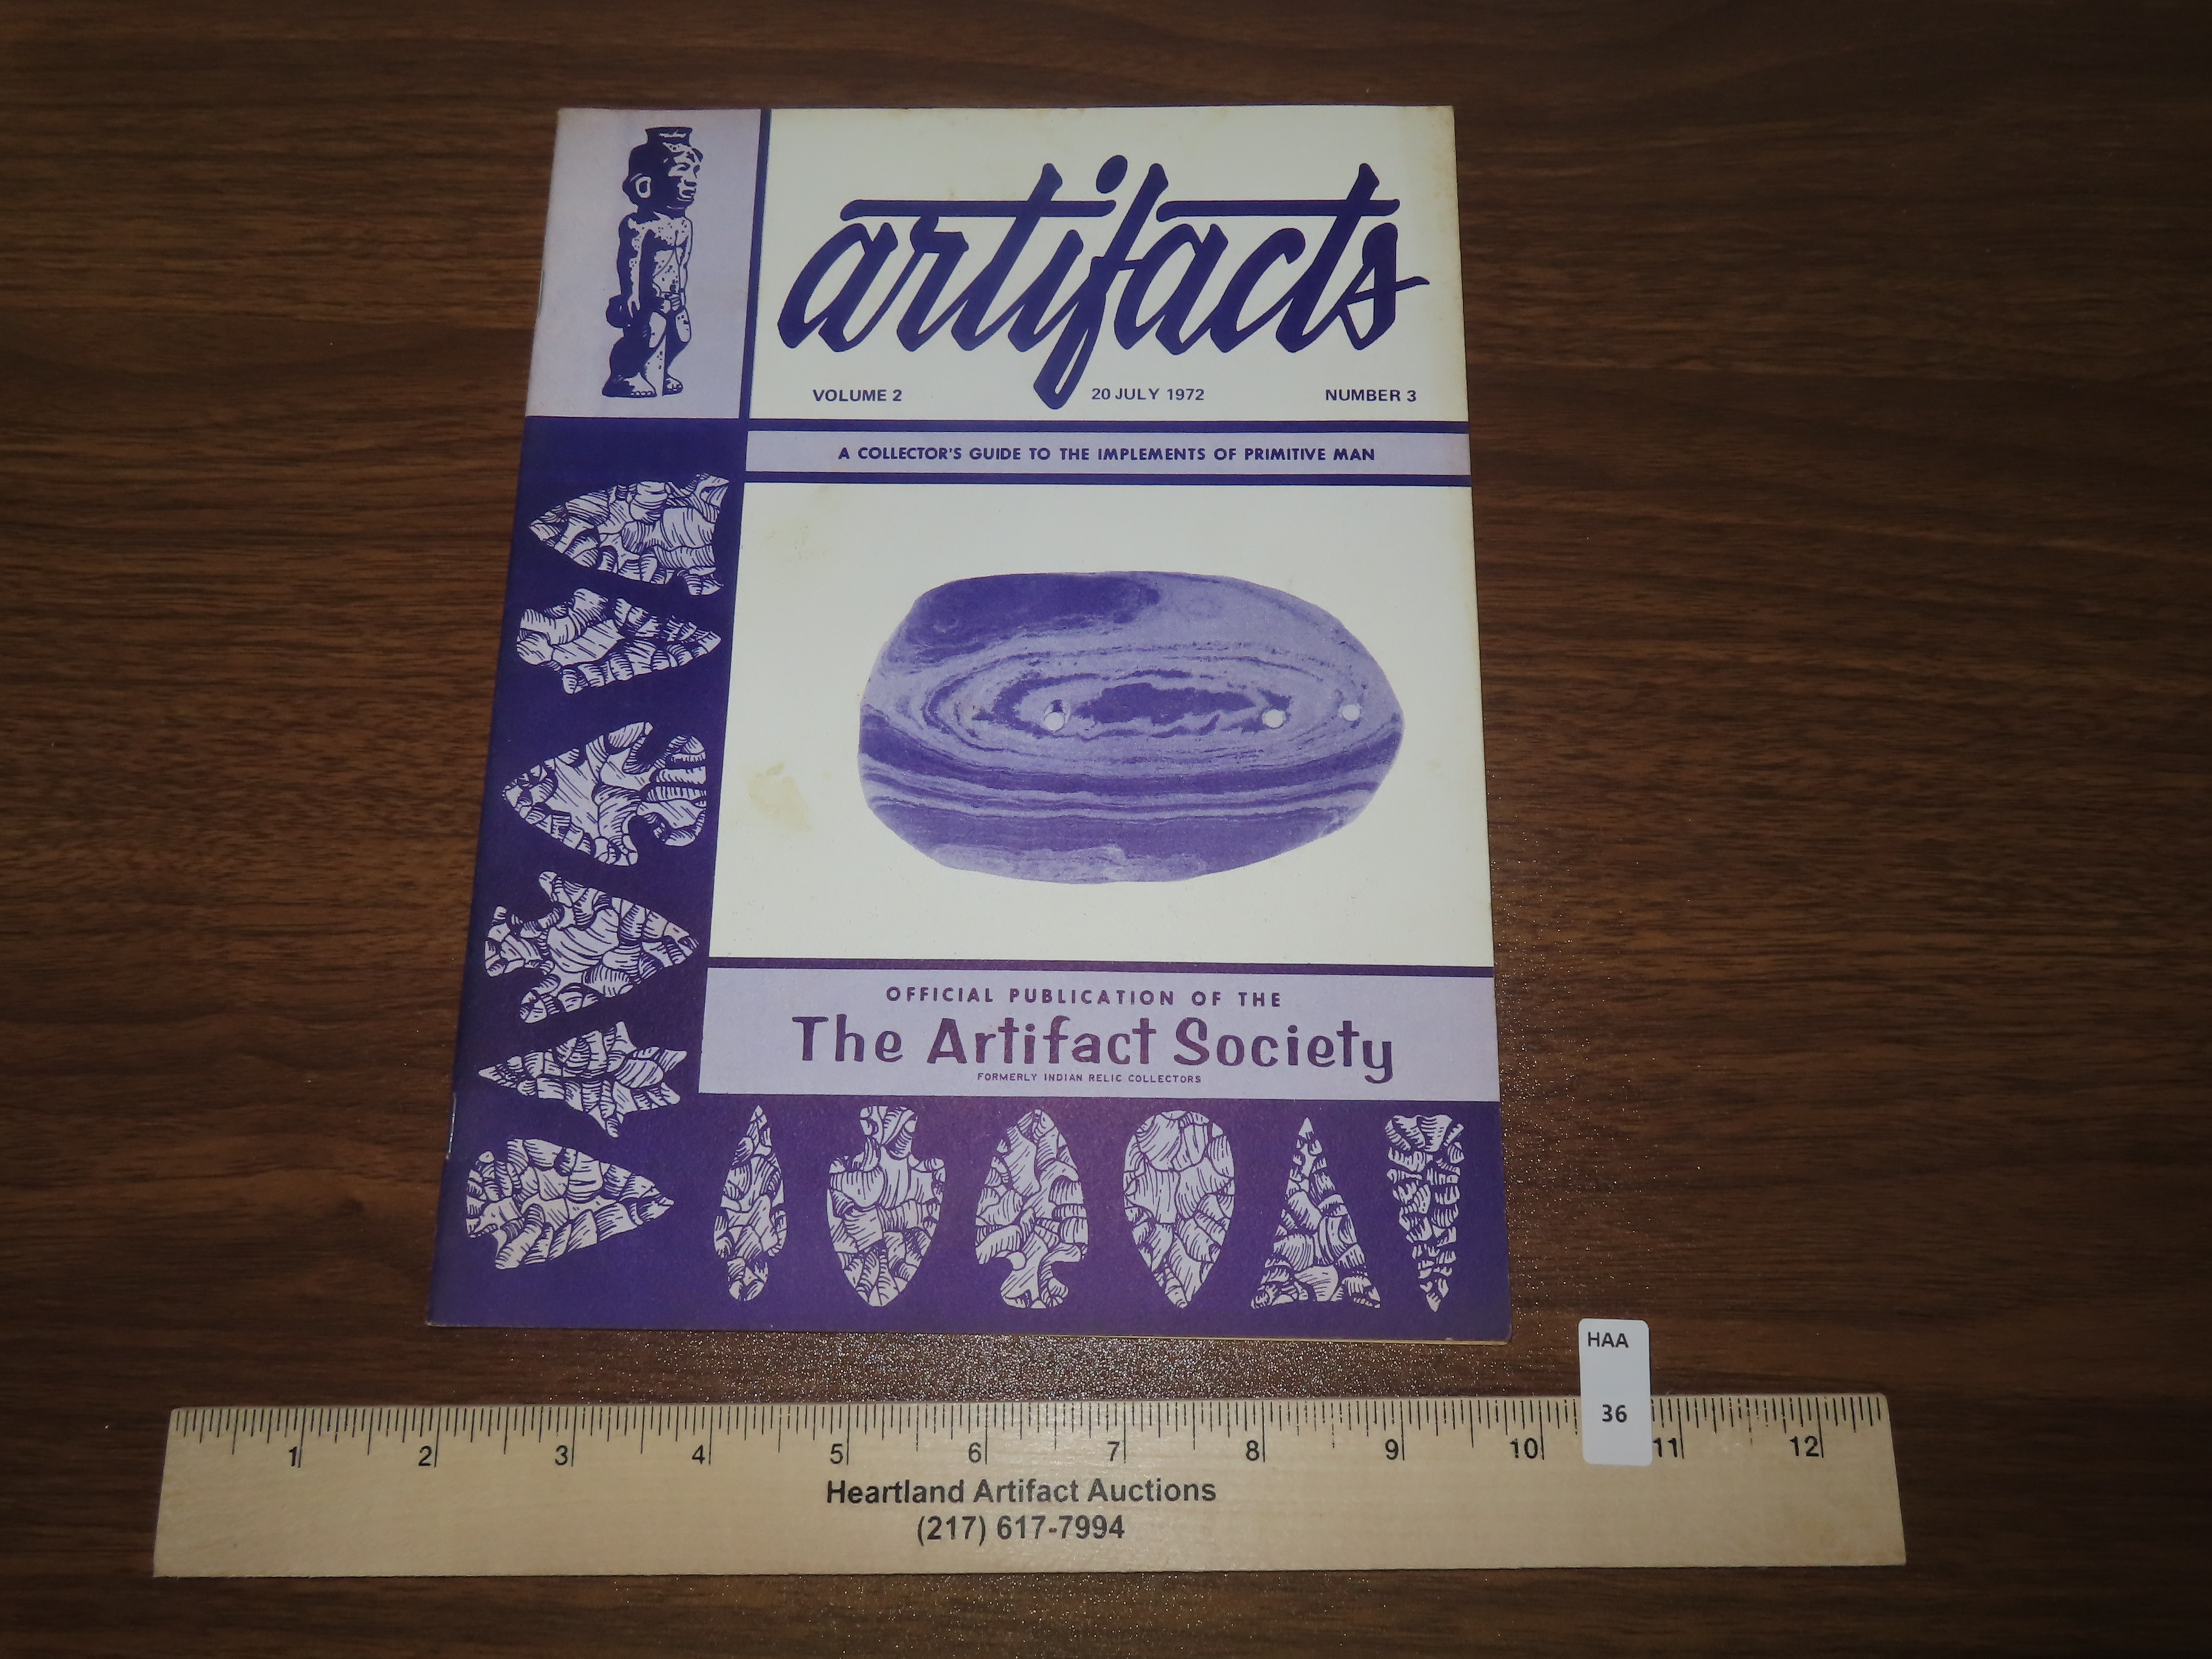 artifacts
VOLUME 2 20 JULY 1972 NUMBER 3
A COLLECTOR'S GUIDE TO THE IMPLEMENTS OF PRIMITIVE MAN
OFFICIAL PUBLICATION OF THE
The Artifact Society
FORMERLY INDIAN RELIC COLLECTORS
HAA
36
1 2 3 4 5 6 7 8 9 10 11 12
Heartland Artifact Auctions
(217) 617-7994